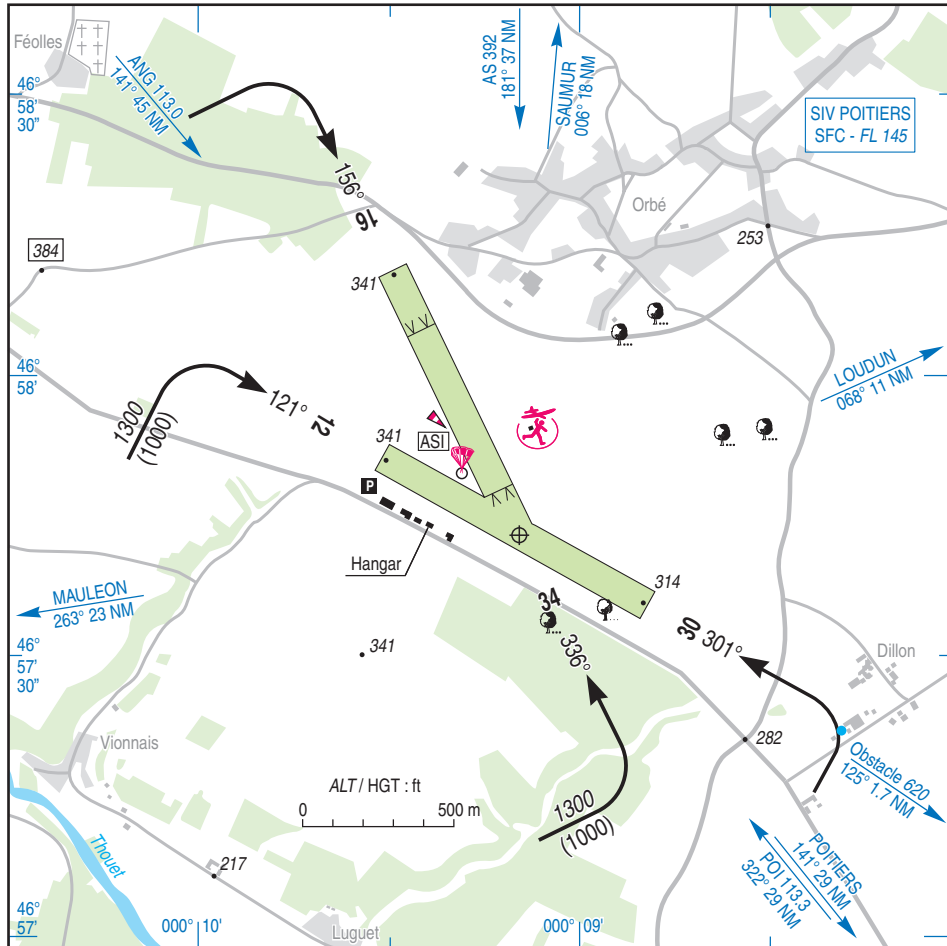 Féolles
46°
58'
30"
ANG 113.0
141° 45 NM
AS 392
181° 37 NM
SAUMUR
006° 18 NM
SIV POITIERS
SFC - FL 145
156°
16
Orbé
253
384
341
46°
58'
LOUDUN
068° 11 NM
1300
(1000)
121°
12
341
ASI
P
Hangar
314
MAULEON
263° 23 NM
34
336°
30
301°
46°
57'
30"
341
Dillon
282
Vionnais
Obstacle 620
125° 1.7 NM
ALT / HGT : ft
0 500 m
1300
(1000)
POITIERS
141° 29 NM
POI 113.3
322° 29 NM
Thouet
217
46°
57'
000° 10'
Luguet
000° 09'